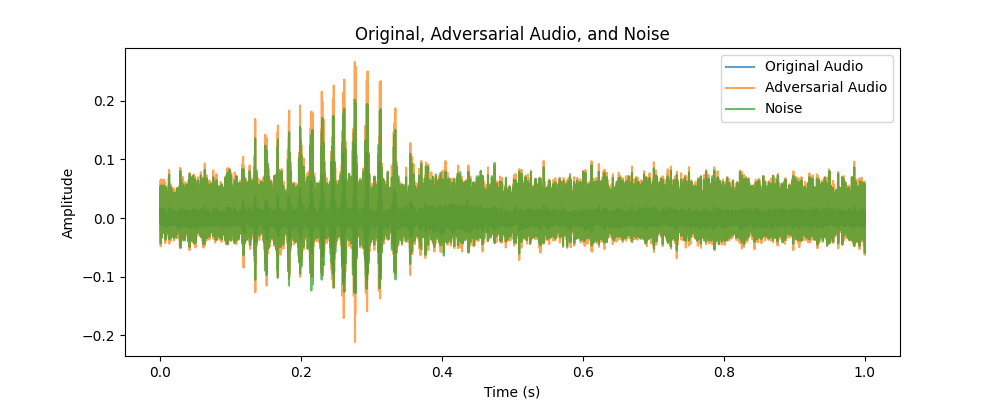 Original, Adversarial Audio, and Noise
Original Audio
Adversarial Audio
Noise
0.2
0.1
0.0
−0.1
−0.2
Amplitude
0.0 0.2 0.4 0.6 0.8 1.0
Time (s)